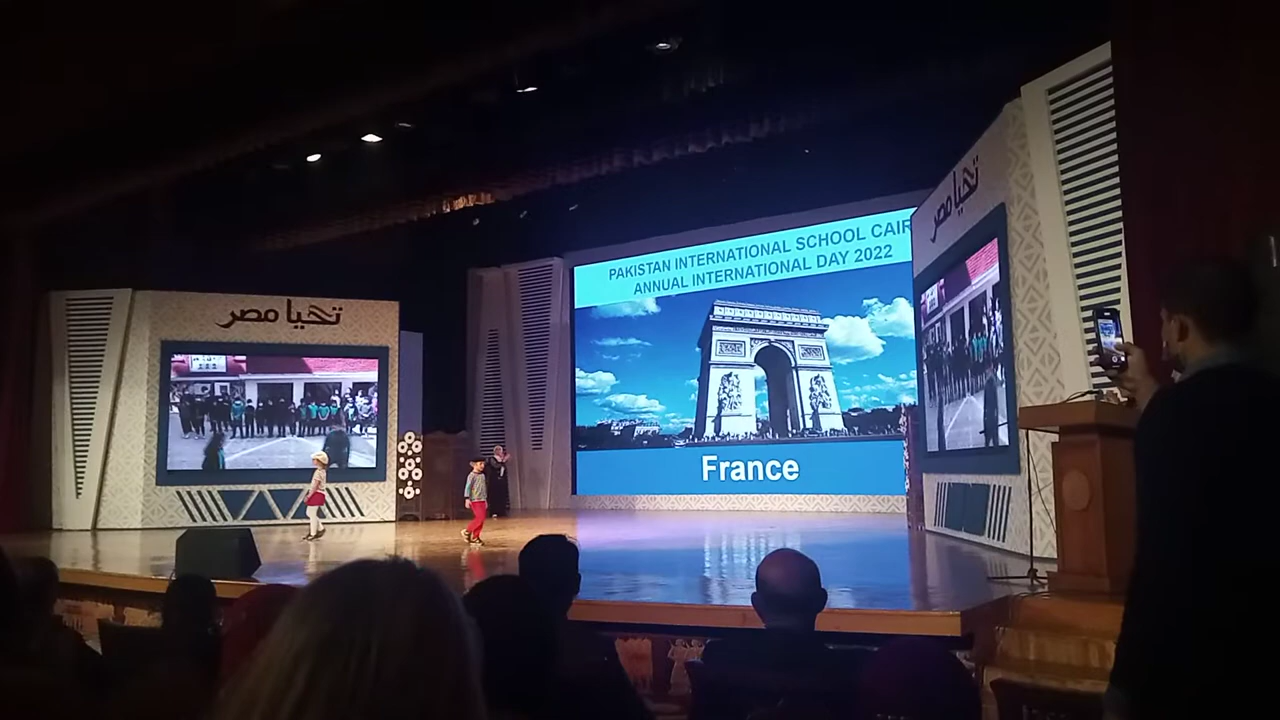 تحيا مصر
PAKISTAN INTERNATIONAL SCHOOL CAIR
ANNUAL INTERNATIONAL DAY 2022
France
تحيا مصر